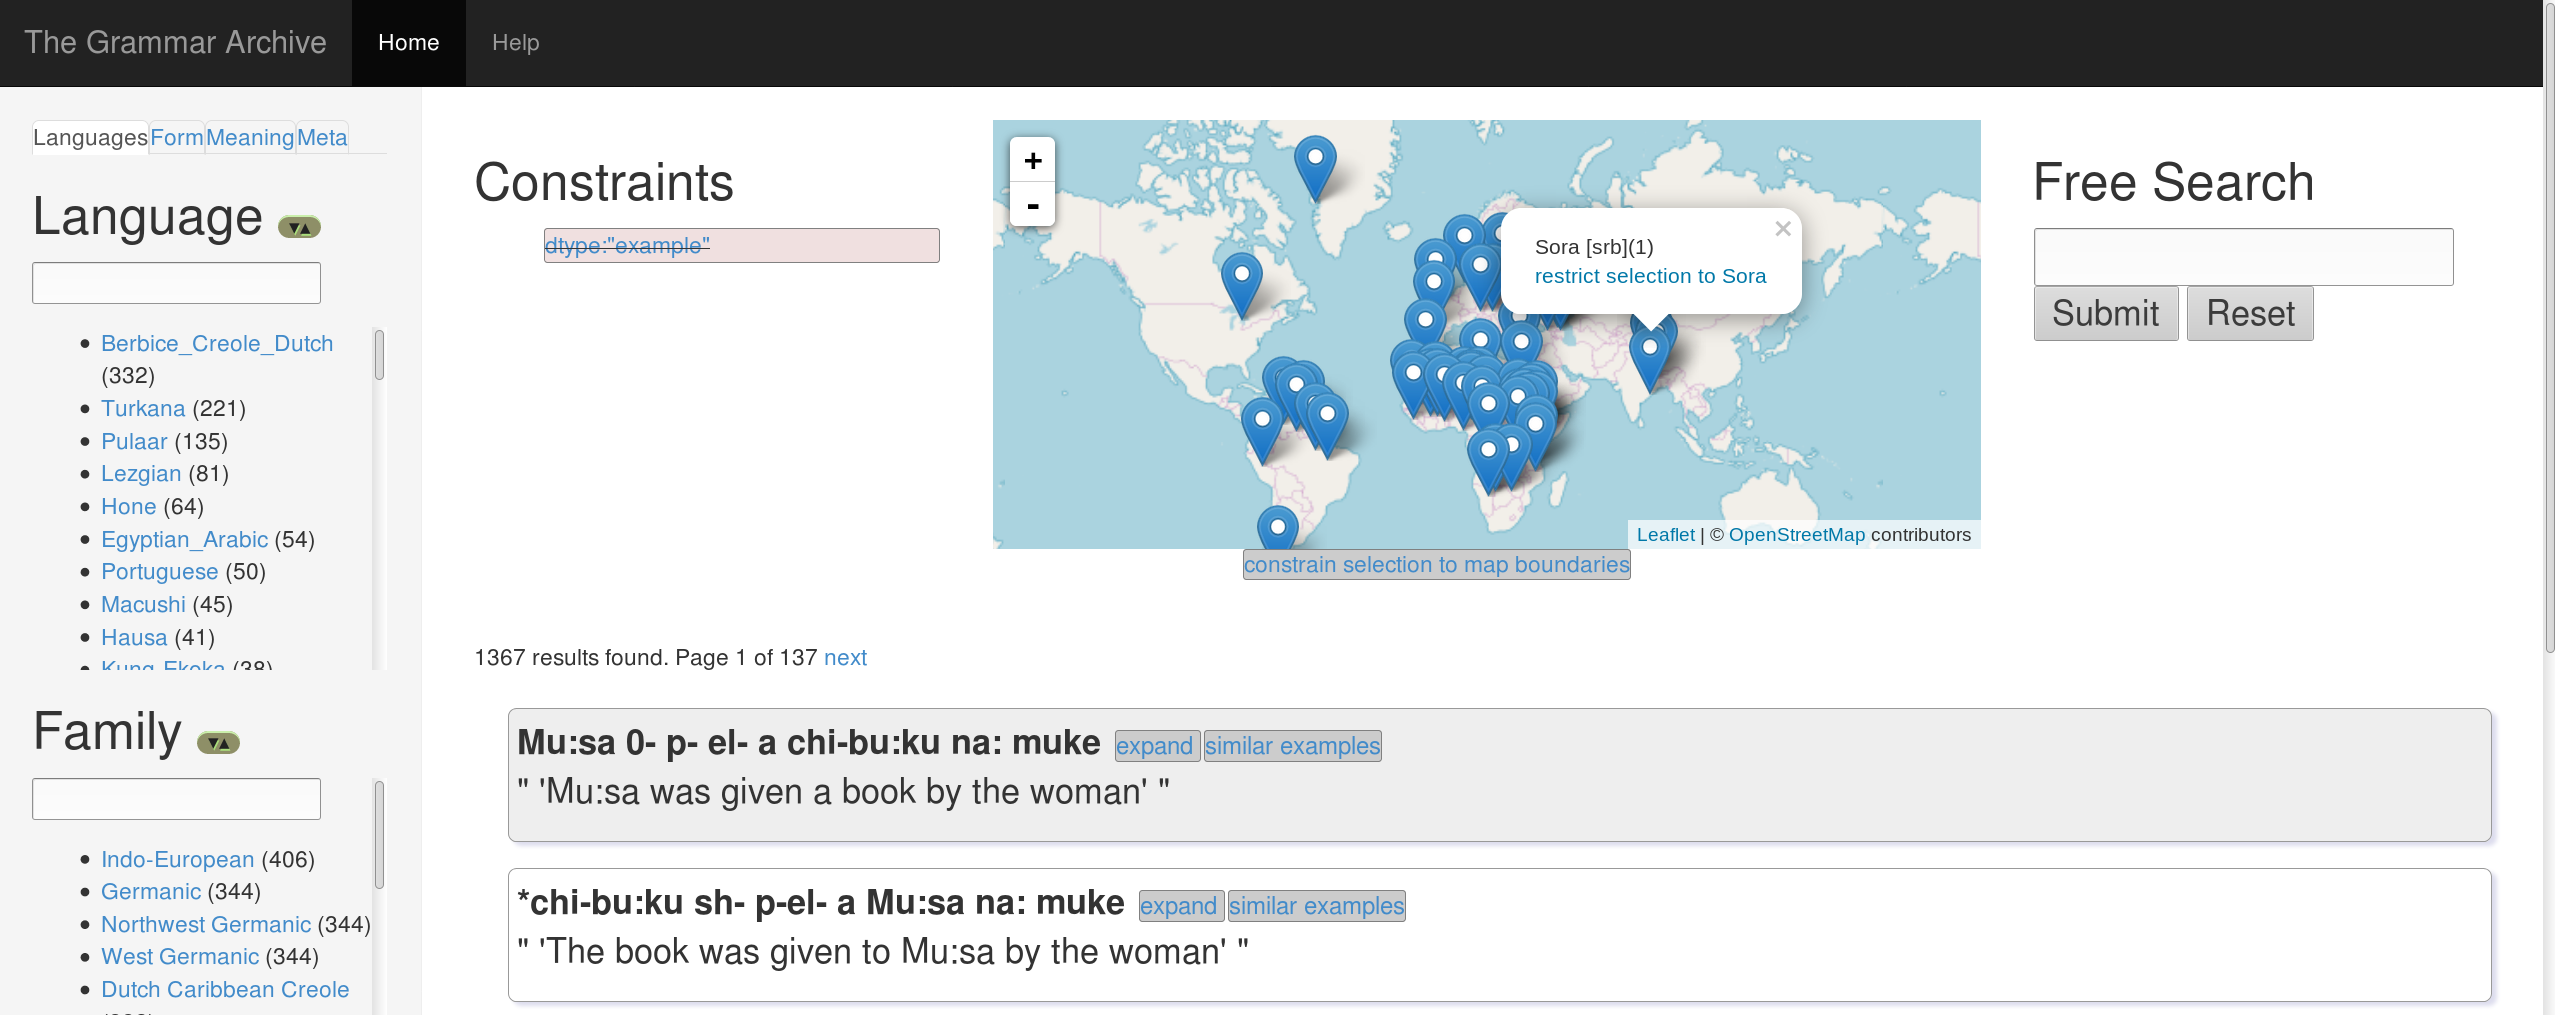 The Grammar Archive Home Help
Languages Form Meaning Meta
Language ▼▲
Berbice_Creole_Dutch
(332)
Turkana (221)
Pulaar (135)
Lezgian (81)
Hone (64)
Egyptian_Arabic (54)
Portuguese (50)
Macushi (45)
Hausa (41)
Kung-Ekoka (38)
Family ▼▲
Indo-European (406)
Germanic (344)
Northwest Germanic (344)
West Germanic (344)
Dutch Caribbean Creole
Constraints
dtype:"example"
+
-
Sora [srb](1)
restrict selection to Sora
×
Leaflet | © OpenStreetMap contributors
constrain selection to map boundaries
Free Search
Submit Reset
1367 results found. Page 1 of 137 next
Mu:sa 0- p- el- a chi-bu:ku na: muke expand similar examples
" 'Mu:sa was given a book by the woman' "
*chi-bu:ku sh- p-el- a Mu:sa na: muke expand similar examples
" 'The book was given to Mu:sa by the woman' "